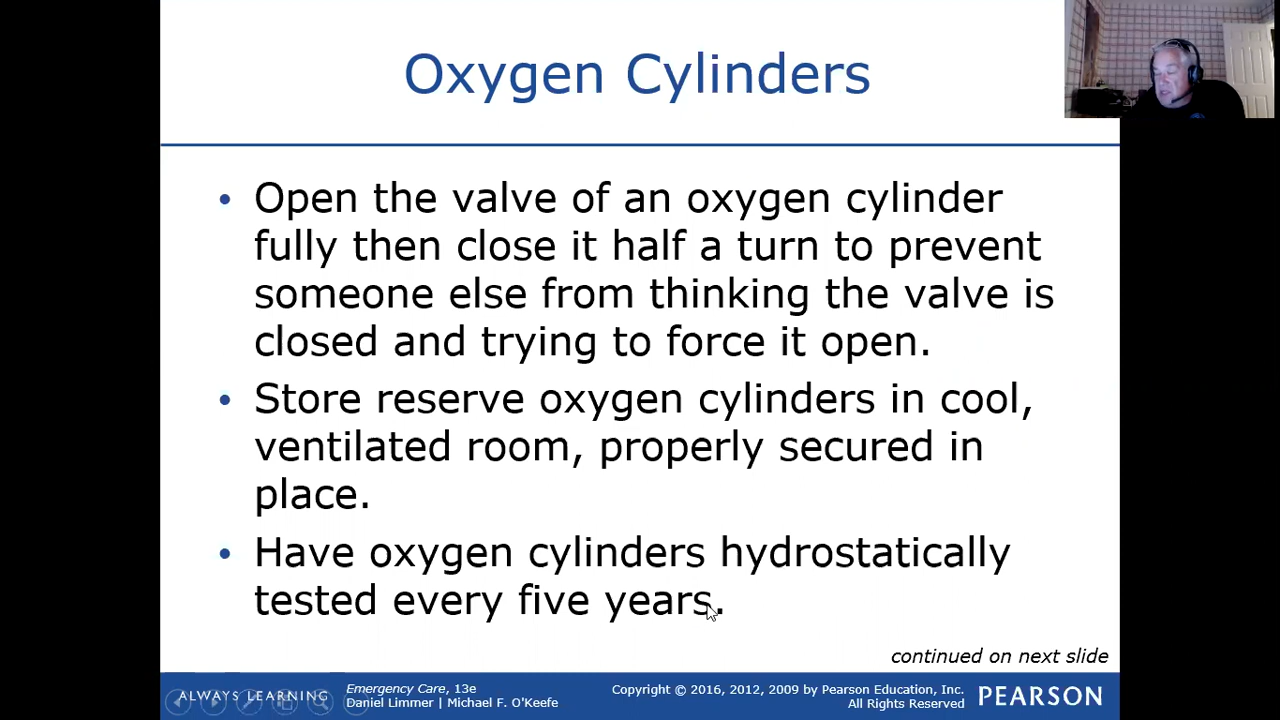 Oxygen Cylinders
• Open the valve of an oxygen cylinder
fully then close it half a turn to prevent
someone else from thinking the valve is
closed and trying to force it open.
• Store reserve oxygen cylinders in cool,
ventilated room, properly secured in
place.
• Have oxygen cylinders hydrostatically
tested every five years.
continued on next slide
ALWAYS LEARNING
Emergency Care, 13e
Daniel Limmer | Michael F. O'Keefe
Copyright © 2016, 2012, 2009 by Pearson Education, Inc.
All Rights Reserved
PEARSON